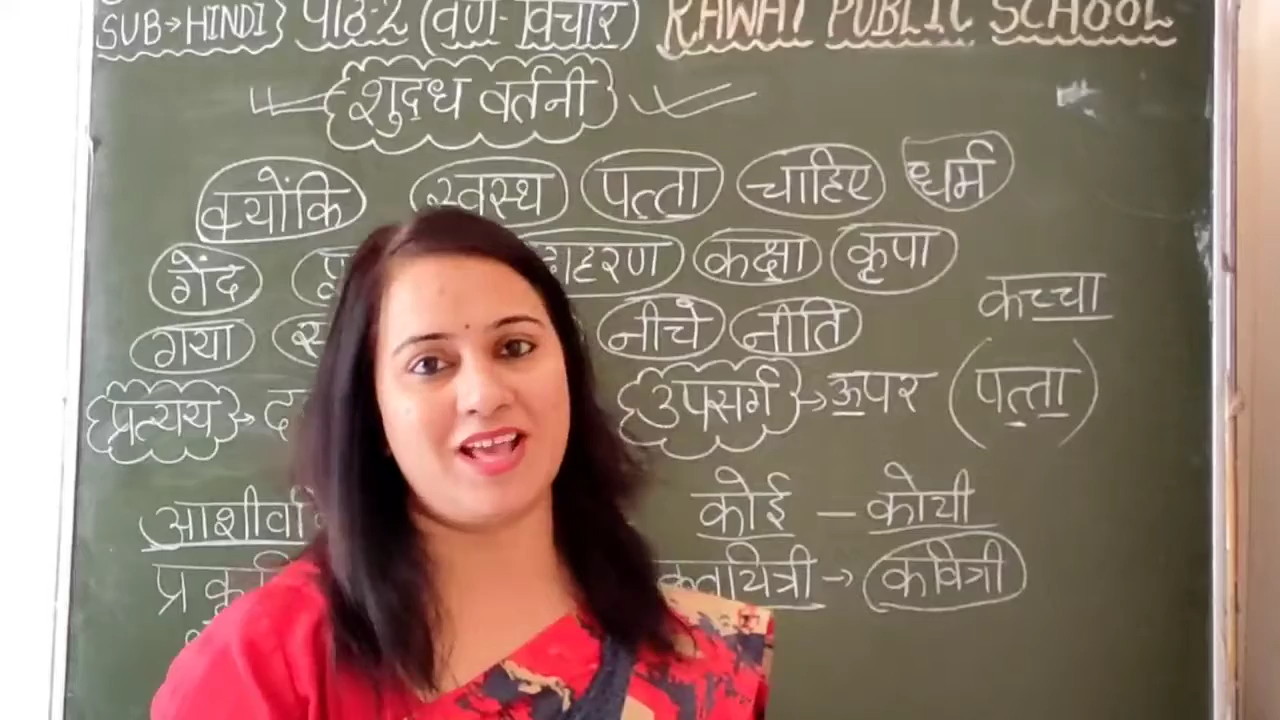 SUB→HINDI} पाठ-2 (वर्ण-विचार) RAWAT PUBLIC SCHOOL
शुद्ध वर्तनी
क्योंकि स्वस्थ पत्ता चाहिए धर्म
गेंद कक्षा कृपा
गया नीचे नीति कच्चा
प्रत्यय→ उपसर्ग→ऊपर (पत्ता)
कोई – कोयी
कवयित्री→ कवित्री